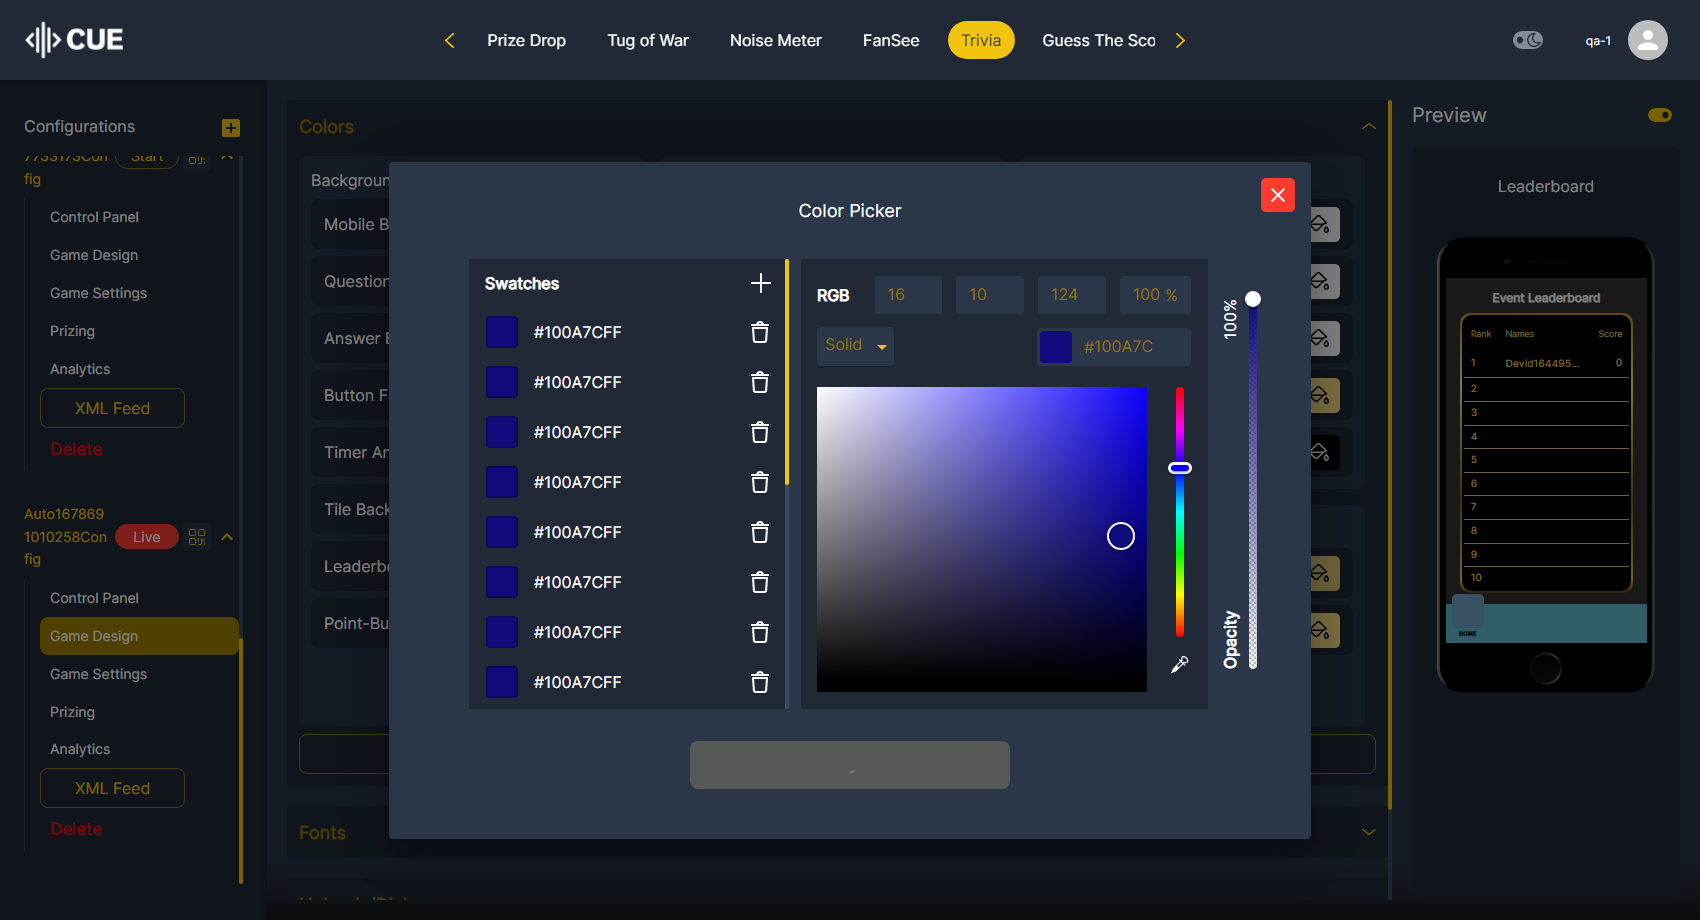 CUE
Prize Drop
Tug of War
Noise Meter
FanSee
Trivia
Guess The Sco
qa-1
Configurations
7733173Con
fig
Start
Control Panel
Game Design
Game Settings
Prizing
Analytics
XML Feed
Delete
Auto167869
1010258Con
fig
Live
Control Panel
Game Design
Game Settings
Prizing
Analytics
XML Feed
Delete
Colors
Backgroun
Mobile B
Question
Answer B
Button F
Timer An
Tile Back
Leaderbo
Point-Bu
Fonts
Color Picker
Swatches
#100A7CFF
#100A7CFF
#100A7CFF
#100A7CFF
#100A7CFF
#100A7CFF
#100A7CFF
#100A7CFF
RGB
16
10
124
100 %
Solid
#100A7C
100%
Opacity
Preview
Leaderboard
Event Leaderboard
Rank Names Score
1 Devid164495... 0
2
3
4
5
6
7
8
9
10
HOME